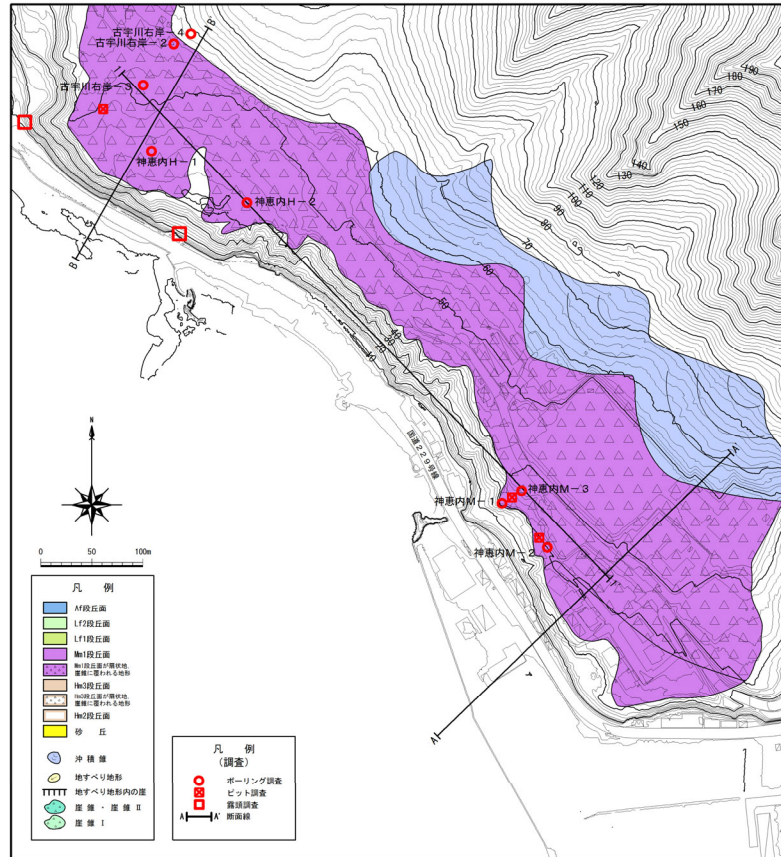 古宇川右岸-4
古宇川右岸-2
古宇川右岸-3
神恵内H-1
神恵内H-2
B'
B
I
I'
190
180
170
160
150
140
130
120
110
100
90
80
70
60
50
40
30
20
10
国道229号線
神恵内M-3
神恵内M-1
神恵内M-2
A'
A
N
0 50 100m
凡 例
Af段丘面
Lf2段丘面
Lf1段丘面
Mm1段丘面
Mm1段丘面が扇状地、
崖錐に覆われる地形
Hm3段丘面
Hm3段丘面が扇状地、
崖錐に覆われる地形
Hm2段丘面
砂 丘
沖 積 錐
地すべり地形
地すべり地形内の崖
崖 錐 ・ 崖 錐 Ⅱ
崖 錐 Ⅰ
凡 例
(調査)
ボーリング調査
ピット調査
露頭調査
A A' 断面線